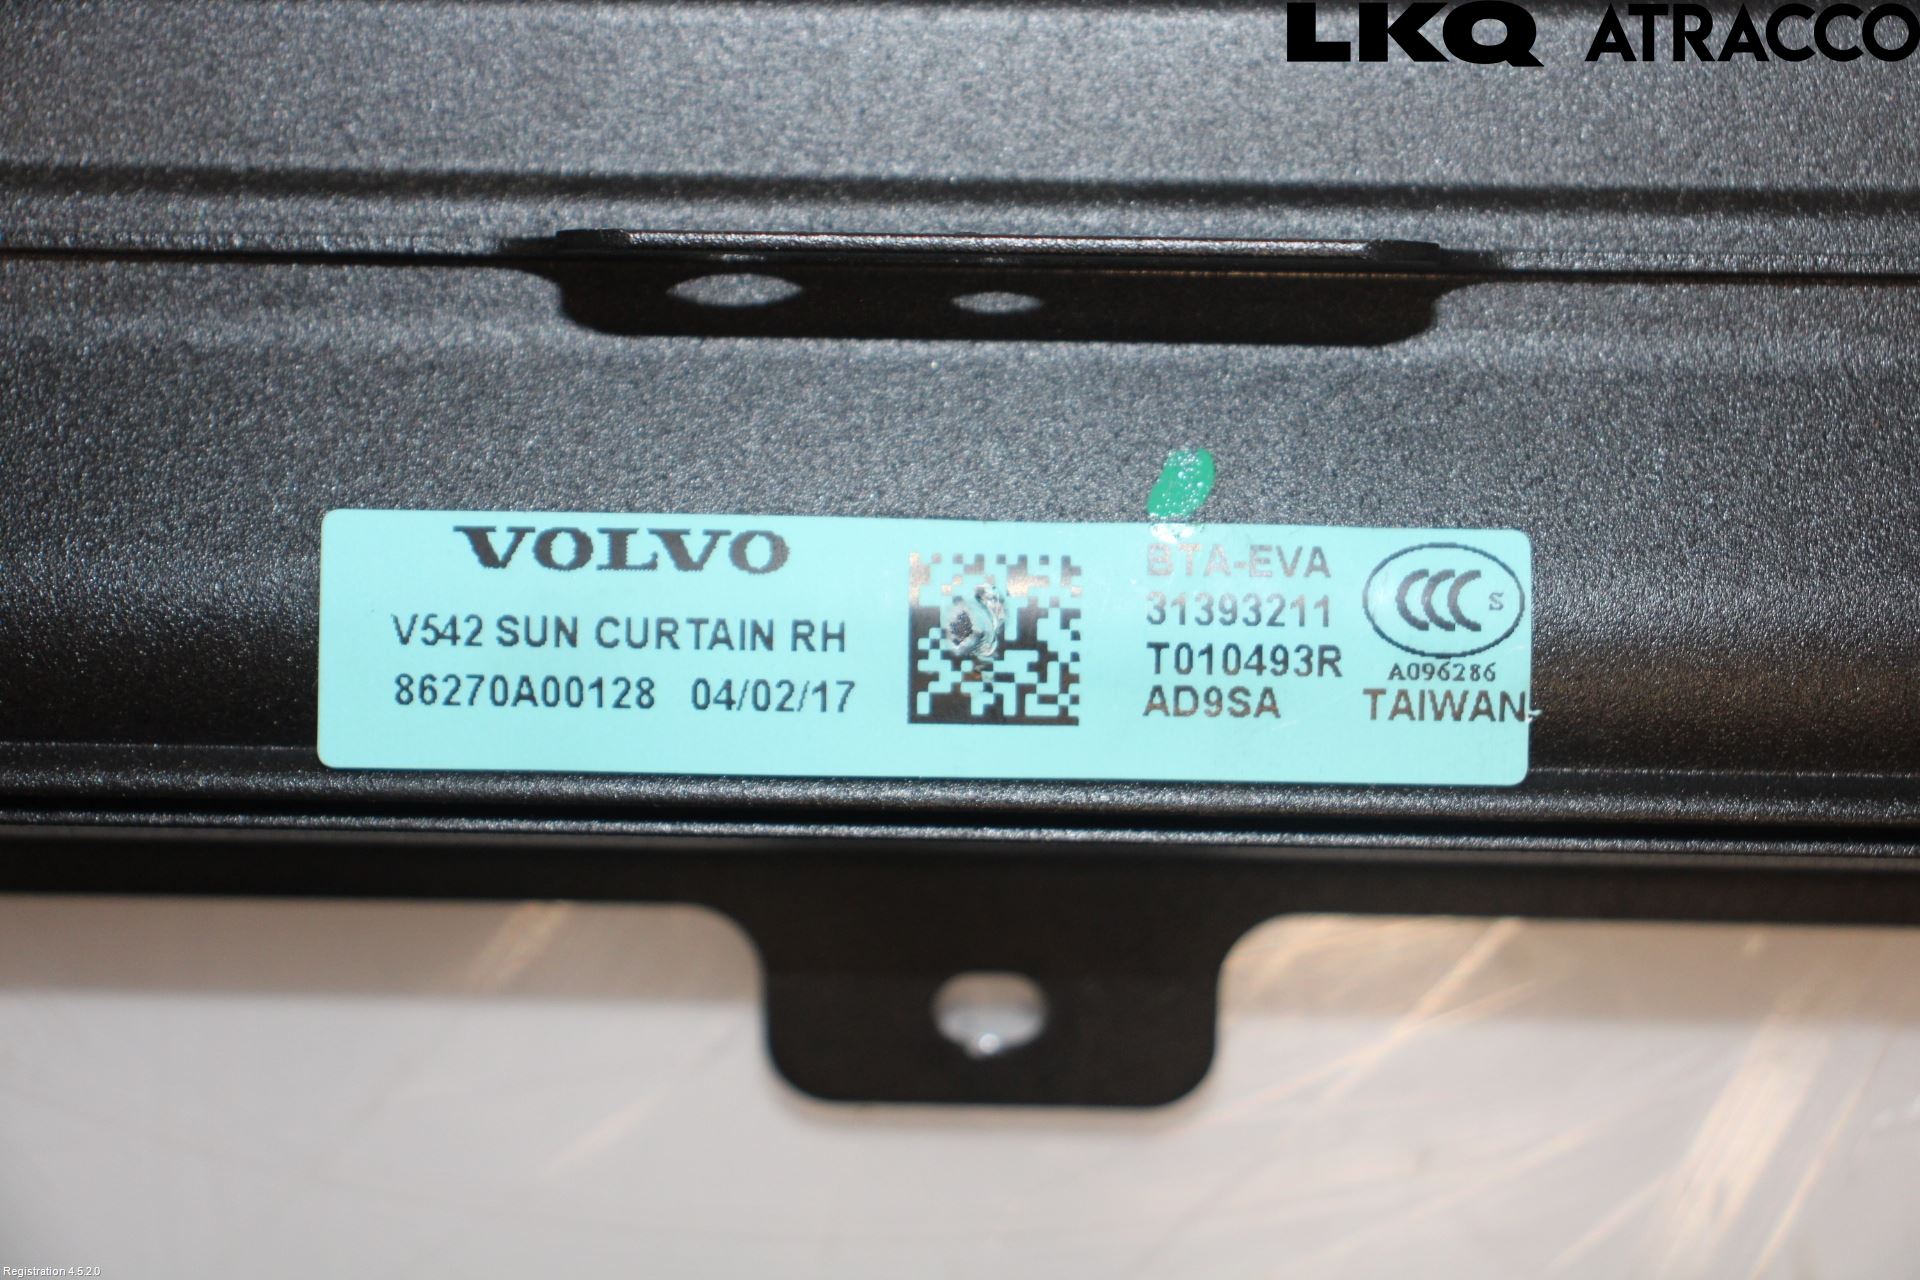 LKQ ATRACCO
VOLVO
V542 SUN CURTAIN RH
86270A00128 04/02/17
BTA-EVA
31393211
T010493R
AD9SA
CCC S
A096286
TAIWAN
Registration 4.5.2.0